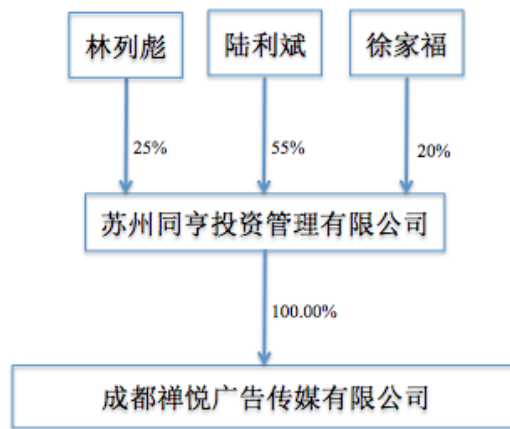 林列彪
陆利斌
徐家福
25%
55%
20%
苏州同亨投资管理有限公司
100.00%
成都禅悦广告传媒有限公司